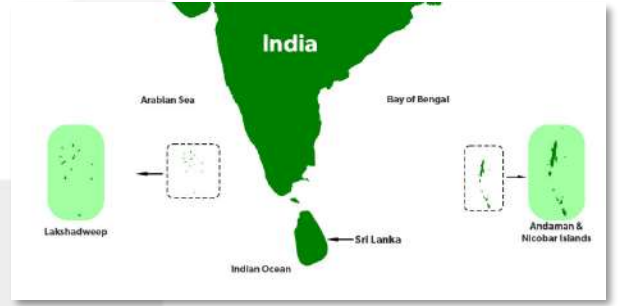 India
Arabian Sea
Bay of Bengal
Lakshadweep
Andaman &
Nicobar Islands
Sri Lanka
Indian Ocean